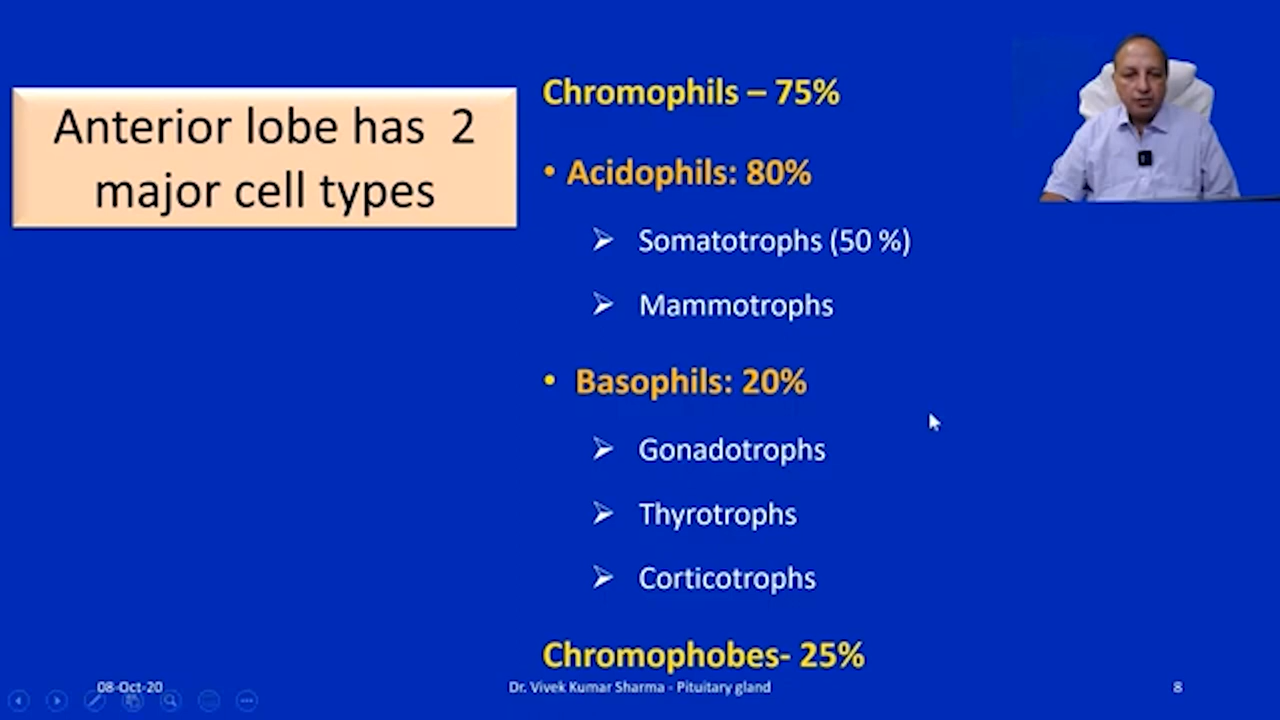 Anterior lobe has 2
major cell types
Chromophils – 75%
• Acidophils: 80%
➢ Somatotrophs (50 %)
➢ Mammotrophs
• Basophils: 20%
➢ Gonadotrophs
➢ Thyrotrophs
➢ Corticotrophs
Chromophobes- 25%
08-Oct-20
Dr. Vivek Kumar Sharma - Pituitary gland
8